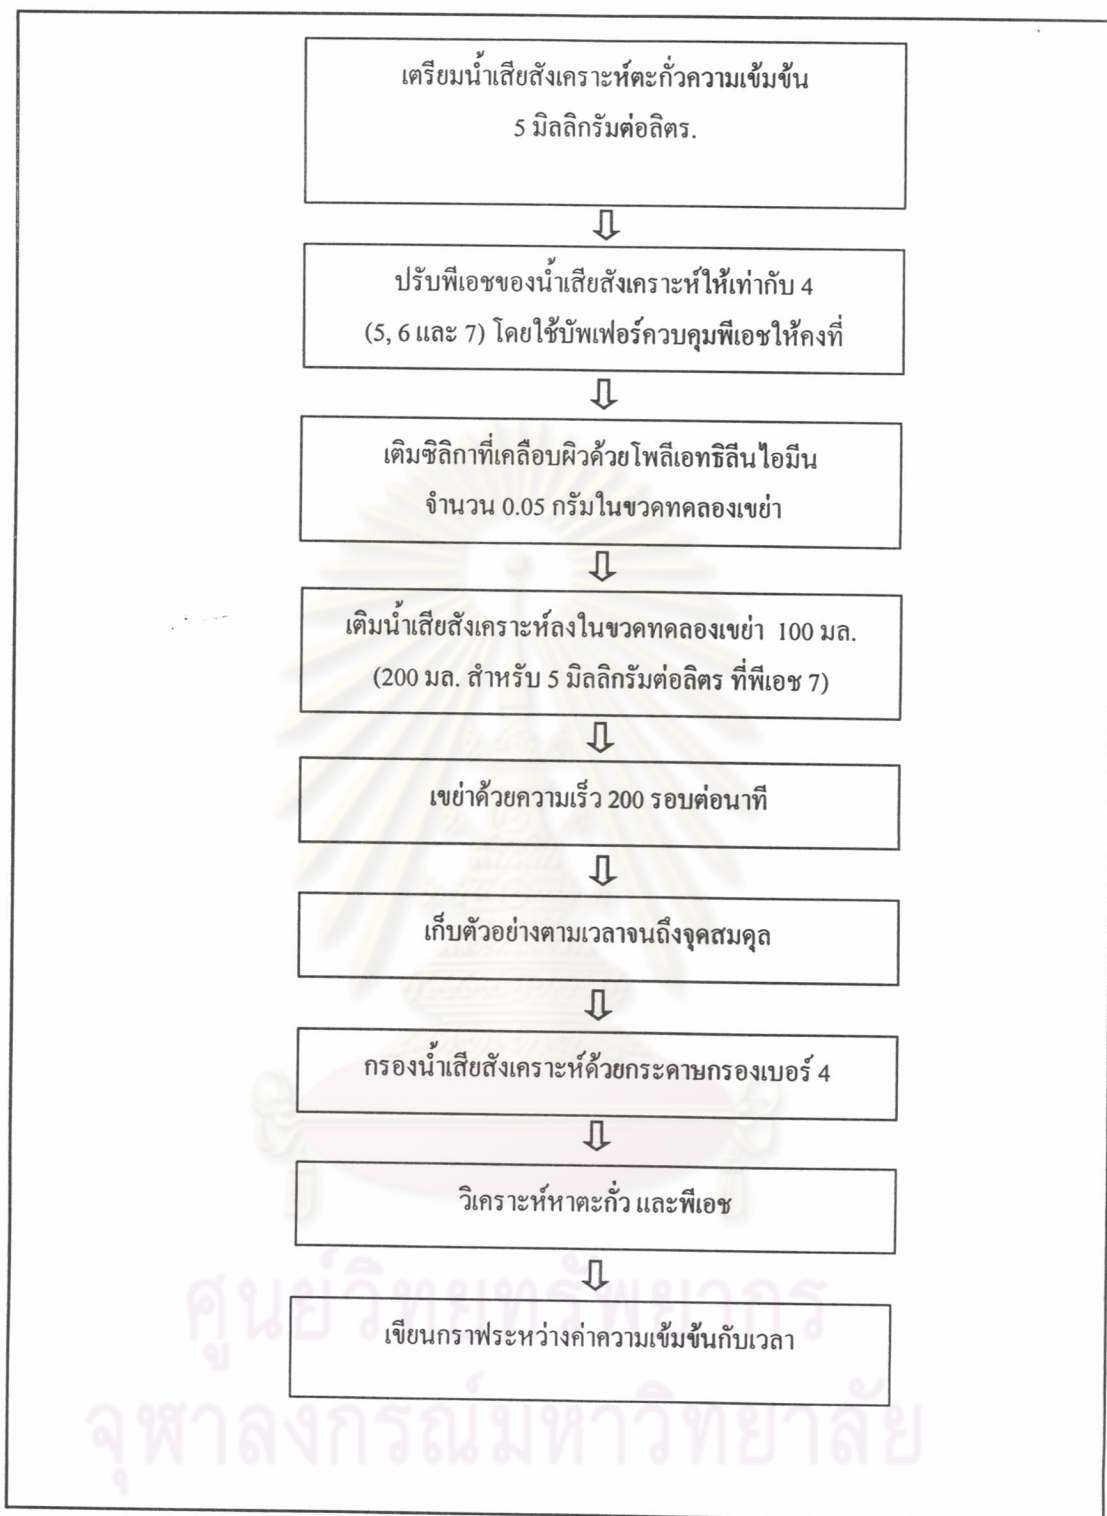 เตรียมน้ำเสียสังเคราะห์ตะกั่วความเข้มข้น
5 มิลลิกรัมต่อลิตร.
ปรับพีเอชของน้ำเสียสังเคราะห์ให้เท่ากับ 4
(5, 6 และ 7) โดยใช้บัพเฟอร์ควบคุมพีเอชให้คงที่
เติมซิลิกาที่เคลือบผิวด้วยโพลีเอทธิลีนไอมีน
จำนวน 0.05 กรัมในขวดทดลองเขย่า
เติมน้ำเสียสังเคราะห์ลงในขวดทดลองเขย่า 100 มล.
(200 มล. สำหรับ 5 มิลลิกรัมต่อลิตร ที่พีเอช 7)
เขย่าด้วยความเร็ว 200 รอบต่อนาที
เก็บตัวอย่างตามเวลาจนถึงจุดสมดุล
กรองน้ำเสียสังเคราะห์ด้วยกระดาษกรองเบอร์ 4
วิเคราะห์หาตะกั่ว และพีเอช
เขียนกราฟระหว่างค่าความเข้มข้นกับเวลา
ศูนย์วิทยทรัพยากร
จุฬาลงกรณ์มหาวิทยาลัย